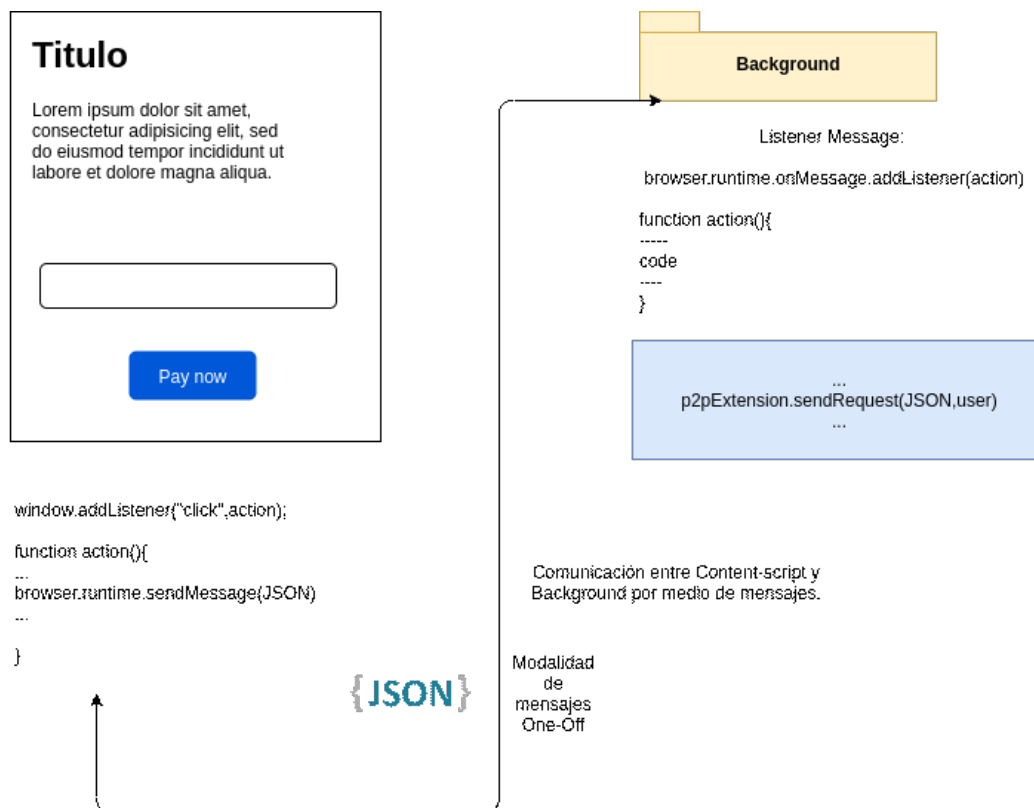 Titulo
Lorem ipsum dolor sit amet,
consectetur adipisicing elit, sed
do eiusmod tempor incididunt ut
labore et dolore magna aliqua.
Pay now
window.addListener("click",action);
function action(){
...
browser.runtime.sendMessage(JSON)
...
}
{JSON}
Background
Listener Message:
browser.runtime.onMessage.addListener(action)
function action(){
-----
code
----
}
...
p2pExtension.sendRequest(JSON,user)
...
Comunicación entre Content-script y
Background por medio de mensajes.
Modalidad
de
mensajes
One-Off